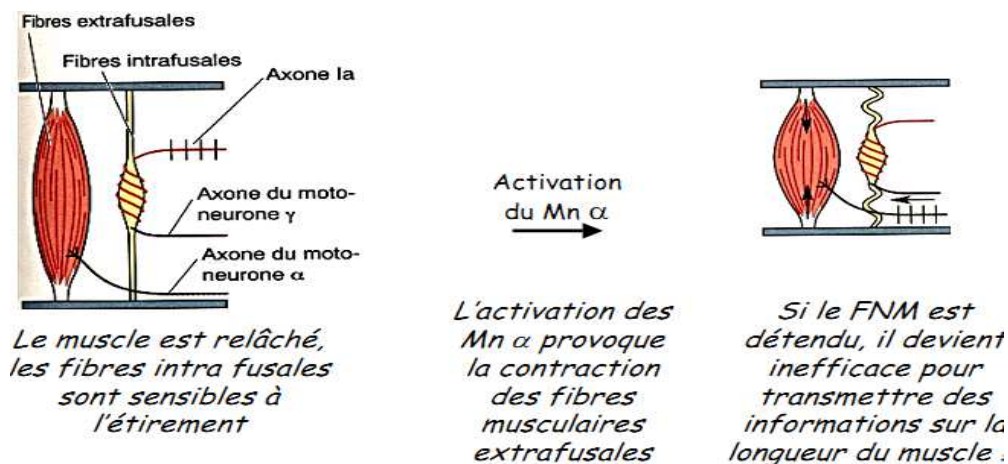 Fibres extrafusales
Fibres intrafusales
Axone Ia
Axone du moto-
neurone γ
Axone du moto-
neurone α
Le muscle est relâché,
les fibres intra fusales
sont sensibles à
l'étirement
Activation
du Mn α
L'activation des
Mn α provoque
la contraction
des fibres
musculaires
extrafusales
Si le FNM est
détendu, il devient
inefficace pour
transmettre des
informations sur la
longueur du muscle